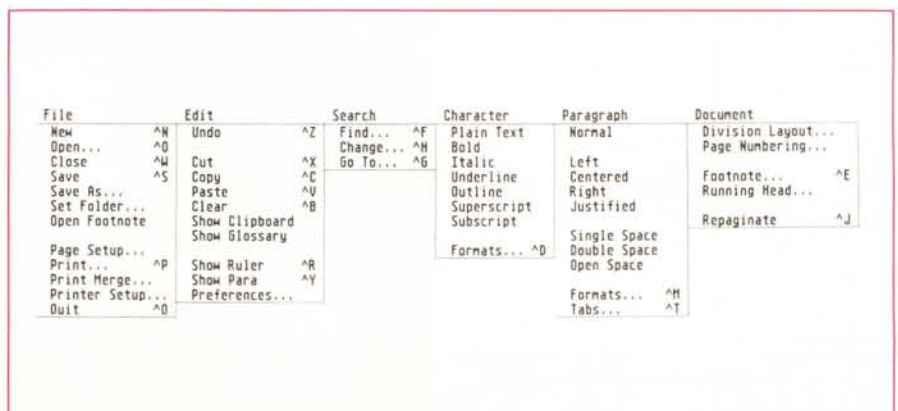 File
New ^N
Open... ^O
Close ^W
Save ^S
Save As...
Set Folder...
Open Footnote
Page Setup...
Print... ^P
Print Merge...
Printer Setup...
Quit ^Q
Edit
Undo ^Z
Cut ^X
Copy ^C
Paste ^V
Clear ^B
Show Clipboard
Show Glossary
Show Ruler ^R
Show Para ^Y
Preferences...
Search
Find... ^F
Change... ^H
Go To... ^G
Character
Plain Text
Bold
Italic
Underline
Outline
Superscript
Subscript
Formats... ^D
Paragraph
Normal
Left
Centered
Right
Justified
Single Space
Double Space
Open Space
Formats... ^M
Tabs... ^T
Document
Division Layout...
Page Numbering...
Footnote... ^E
Running Head...
Repaginate ^J